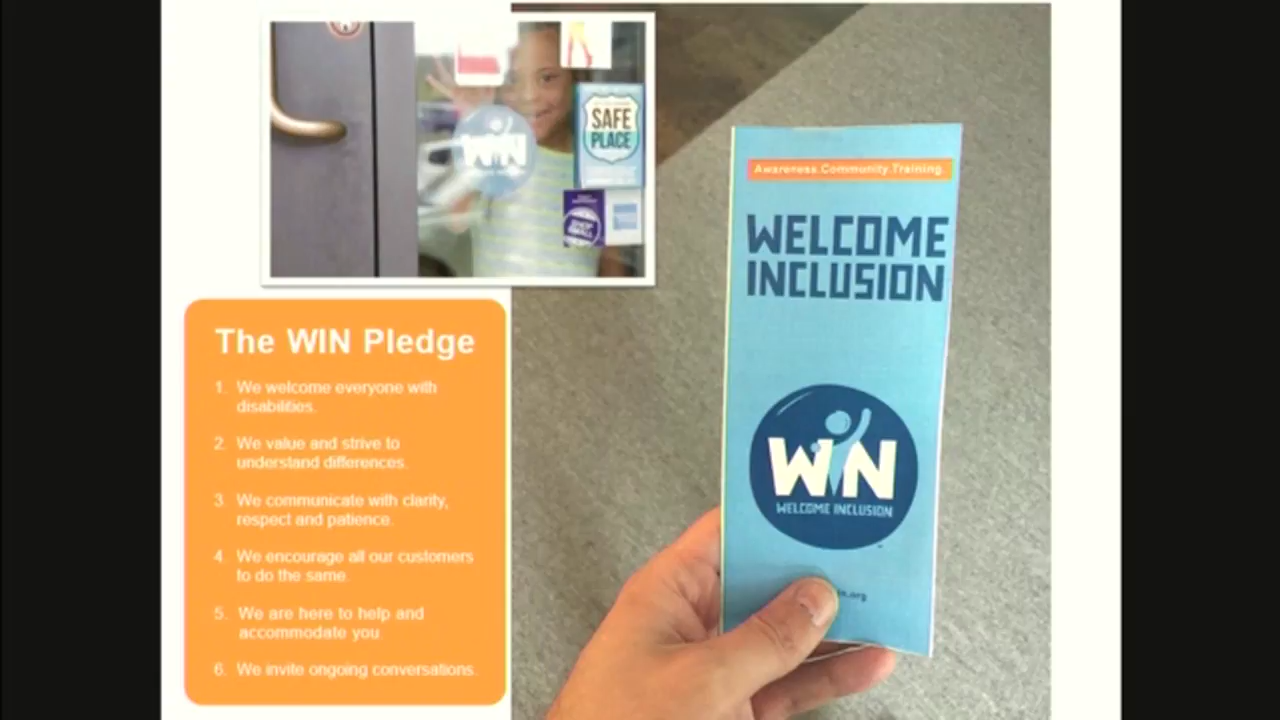 WIN
SAFE
PLACE
SHOP
SMALL
The WIN Pledge
1. We welcome everyone with
disabilities.
2. We value and strive to
understand differences.
3. We communicate with clarity,
respect and patience.
4. We encourage all our customers
to do the same.
5. We are here to help and
accommodate you
6. We invite ongoing conversations.
Awareness.Community.Training.
WELCOME
INCLUSION
WIN
WELCOME INCLUSION